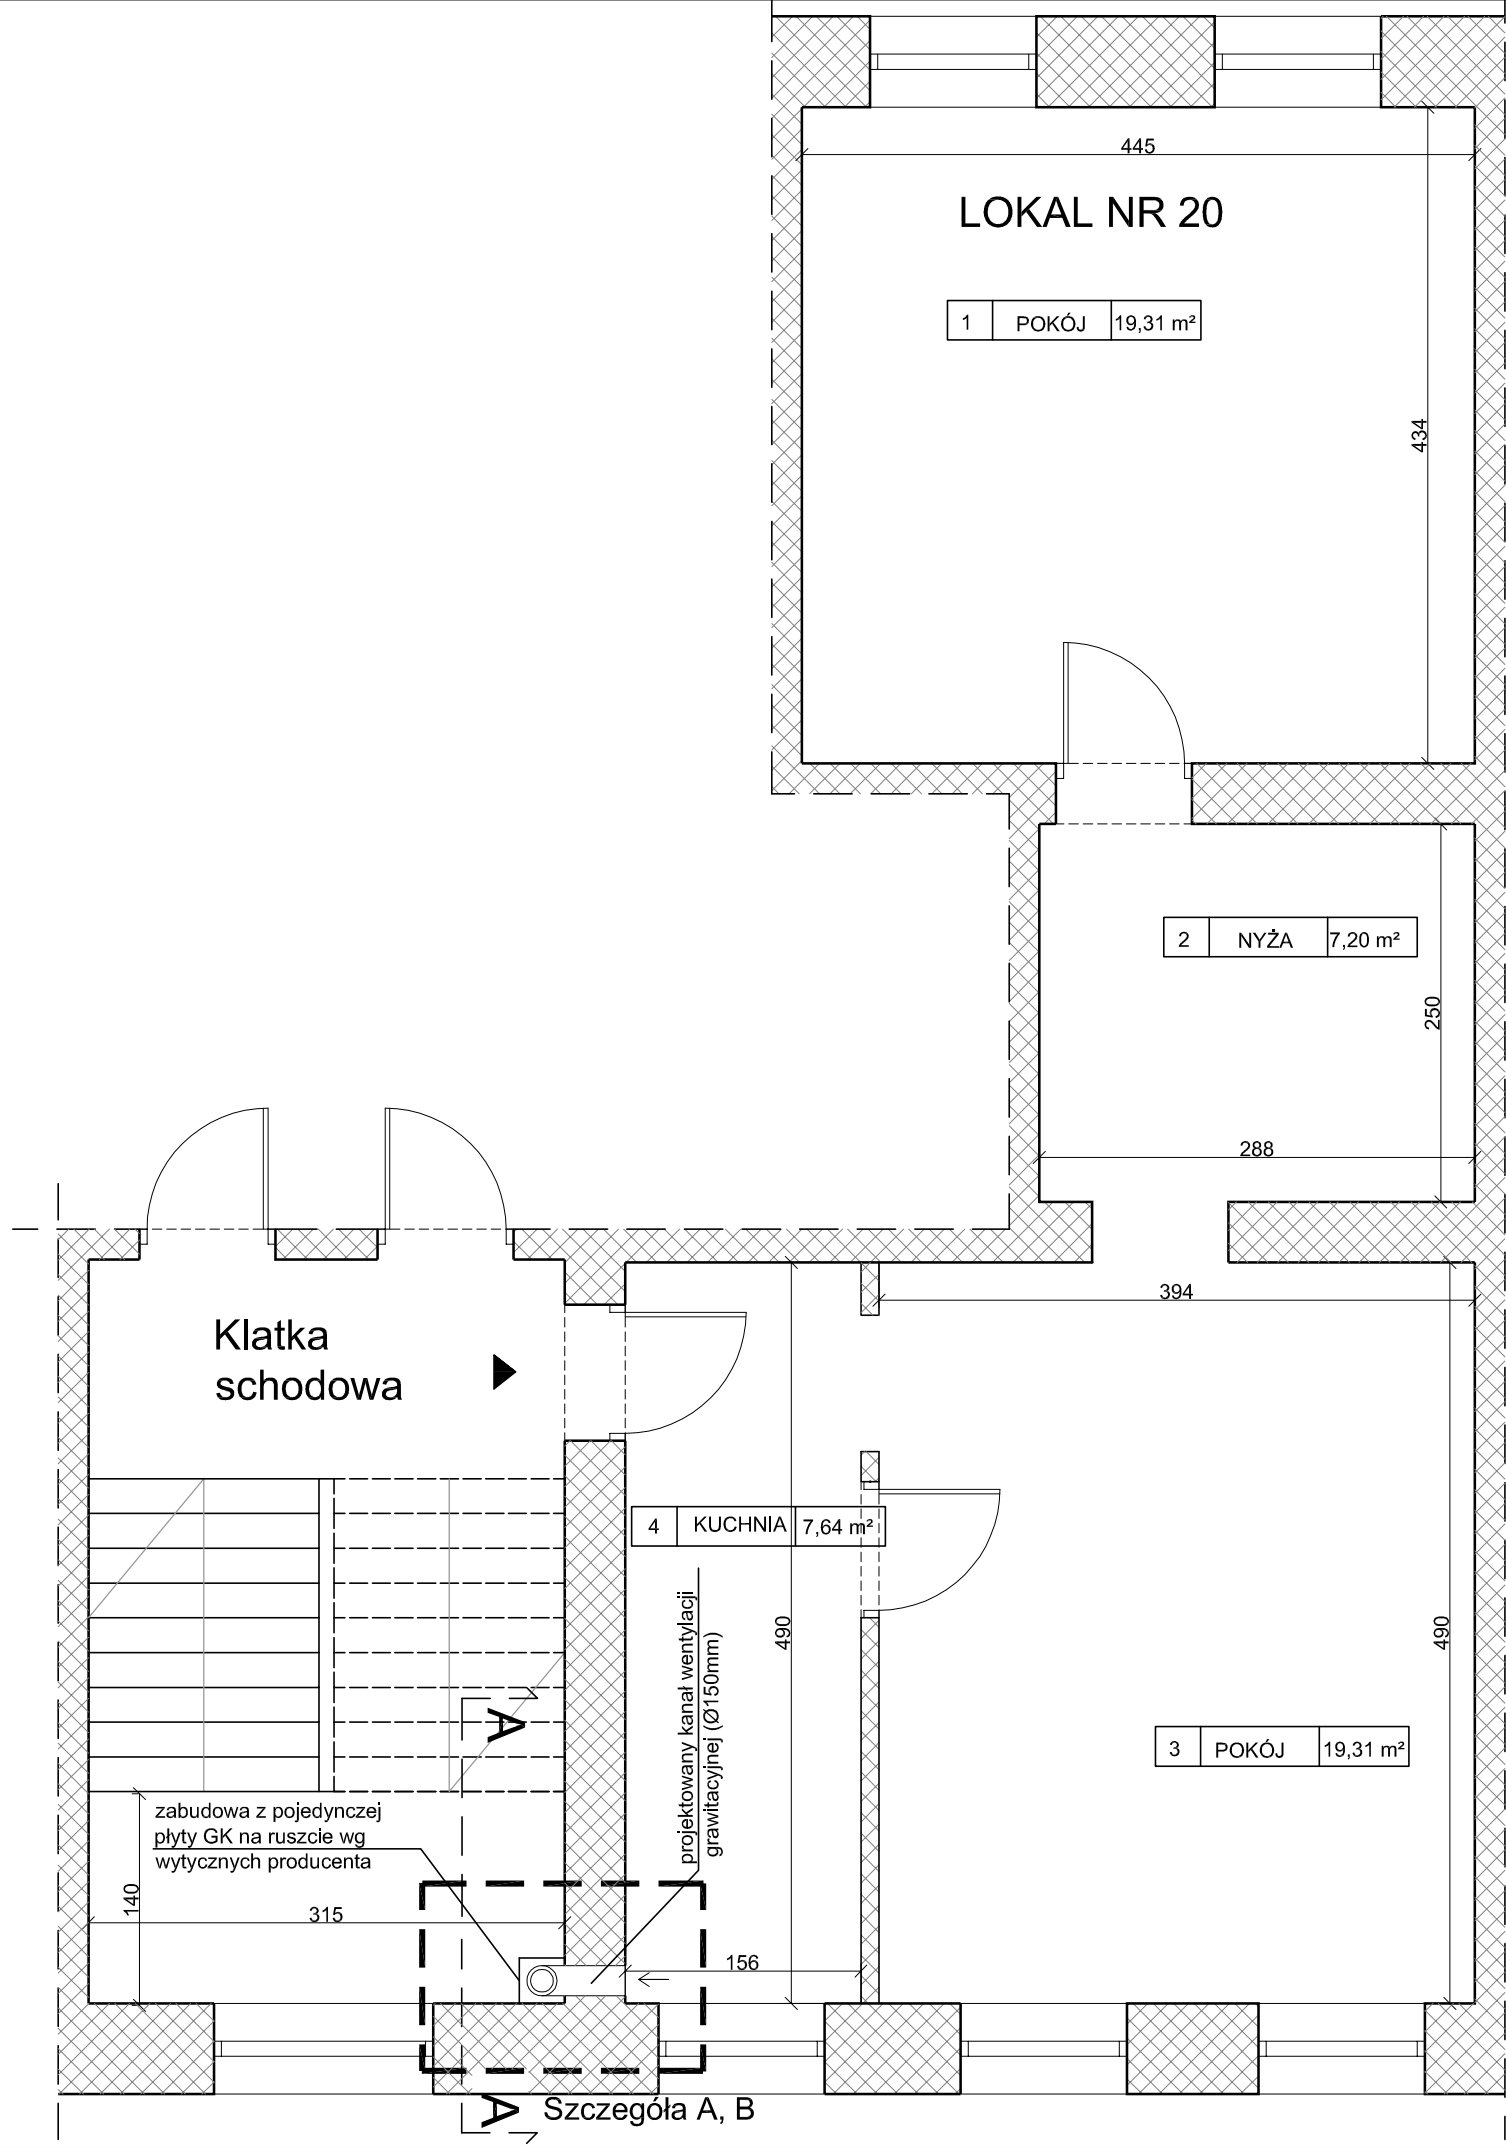 445
LOKAL NR 20
1 POKÓJ 19,31 m²
434
2 NYŻA 7,20 m²
250
288
394
Klatka
schodowa
4 KUCHNIA 7,64 m²
490
490
projektowany kanał wentylacji
grawitacyjnej (Ø150mm)
A
3 POKÓJ 19,31 m²
zabudowa z pojedynczej
płyty GK na ruszcie wg
wytycznych producenta
140
315
156
A
Szczegóła A, B